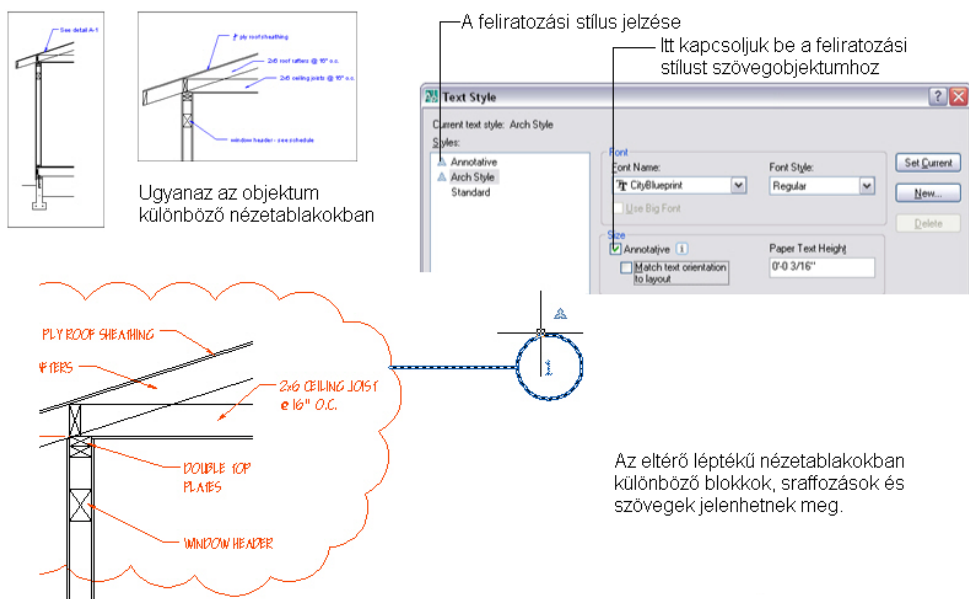 See detail A-1
ply roof sheathing
2x6 roof rafters @ 16" o.c.
2x6 ceiling joists @ 16" o.c.
window header - see schedule
Ugyanaz az objektum
különböző nézetablakokban
A feliratozási stílus jelzése
Itt kapcsoljuk be a feliratozási
stílust szövegobjektumhoz
Text Style
Current text style: Arch Style
Styles:
Annotative
Arch Style
Standard
Font
Font Name:
CityBlueprint
Use Big Font
Font Style:
Regular
Size
Annotative
Match text orientation
to layout
Paper Text Height
0'-0 3/16"
Set Current
New...
Delete
PLY ROOF SHEATHING
FTERS
2x6 CEILING JOIST
@ 16" O.C.
DOUBLE TOP
PLATES
WINDOW HEADER
1
Az eltérő léptékű nézetablakokban
különböző blokkok, sraffozások és
szövegek jelenhetnek meg.